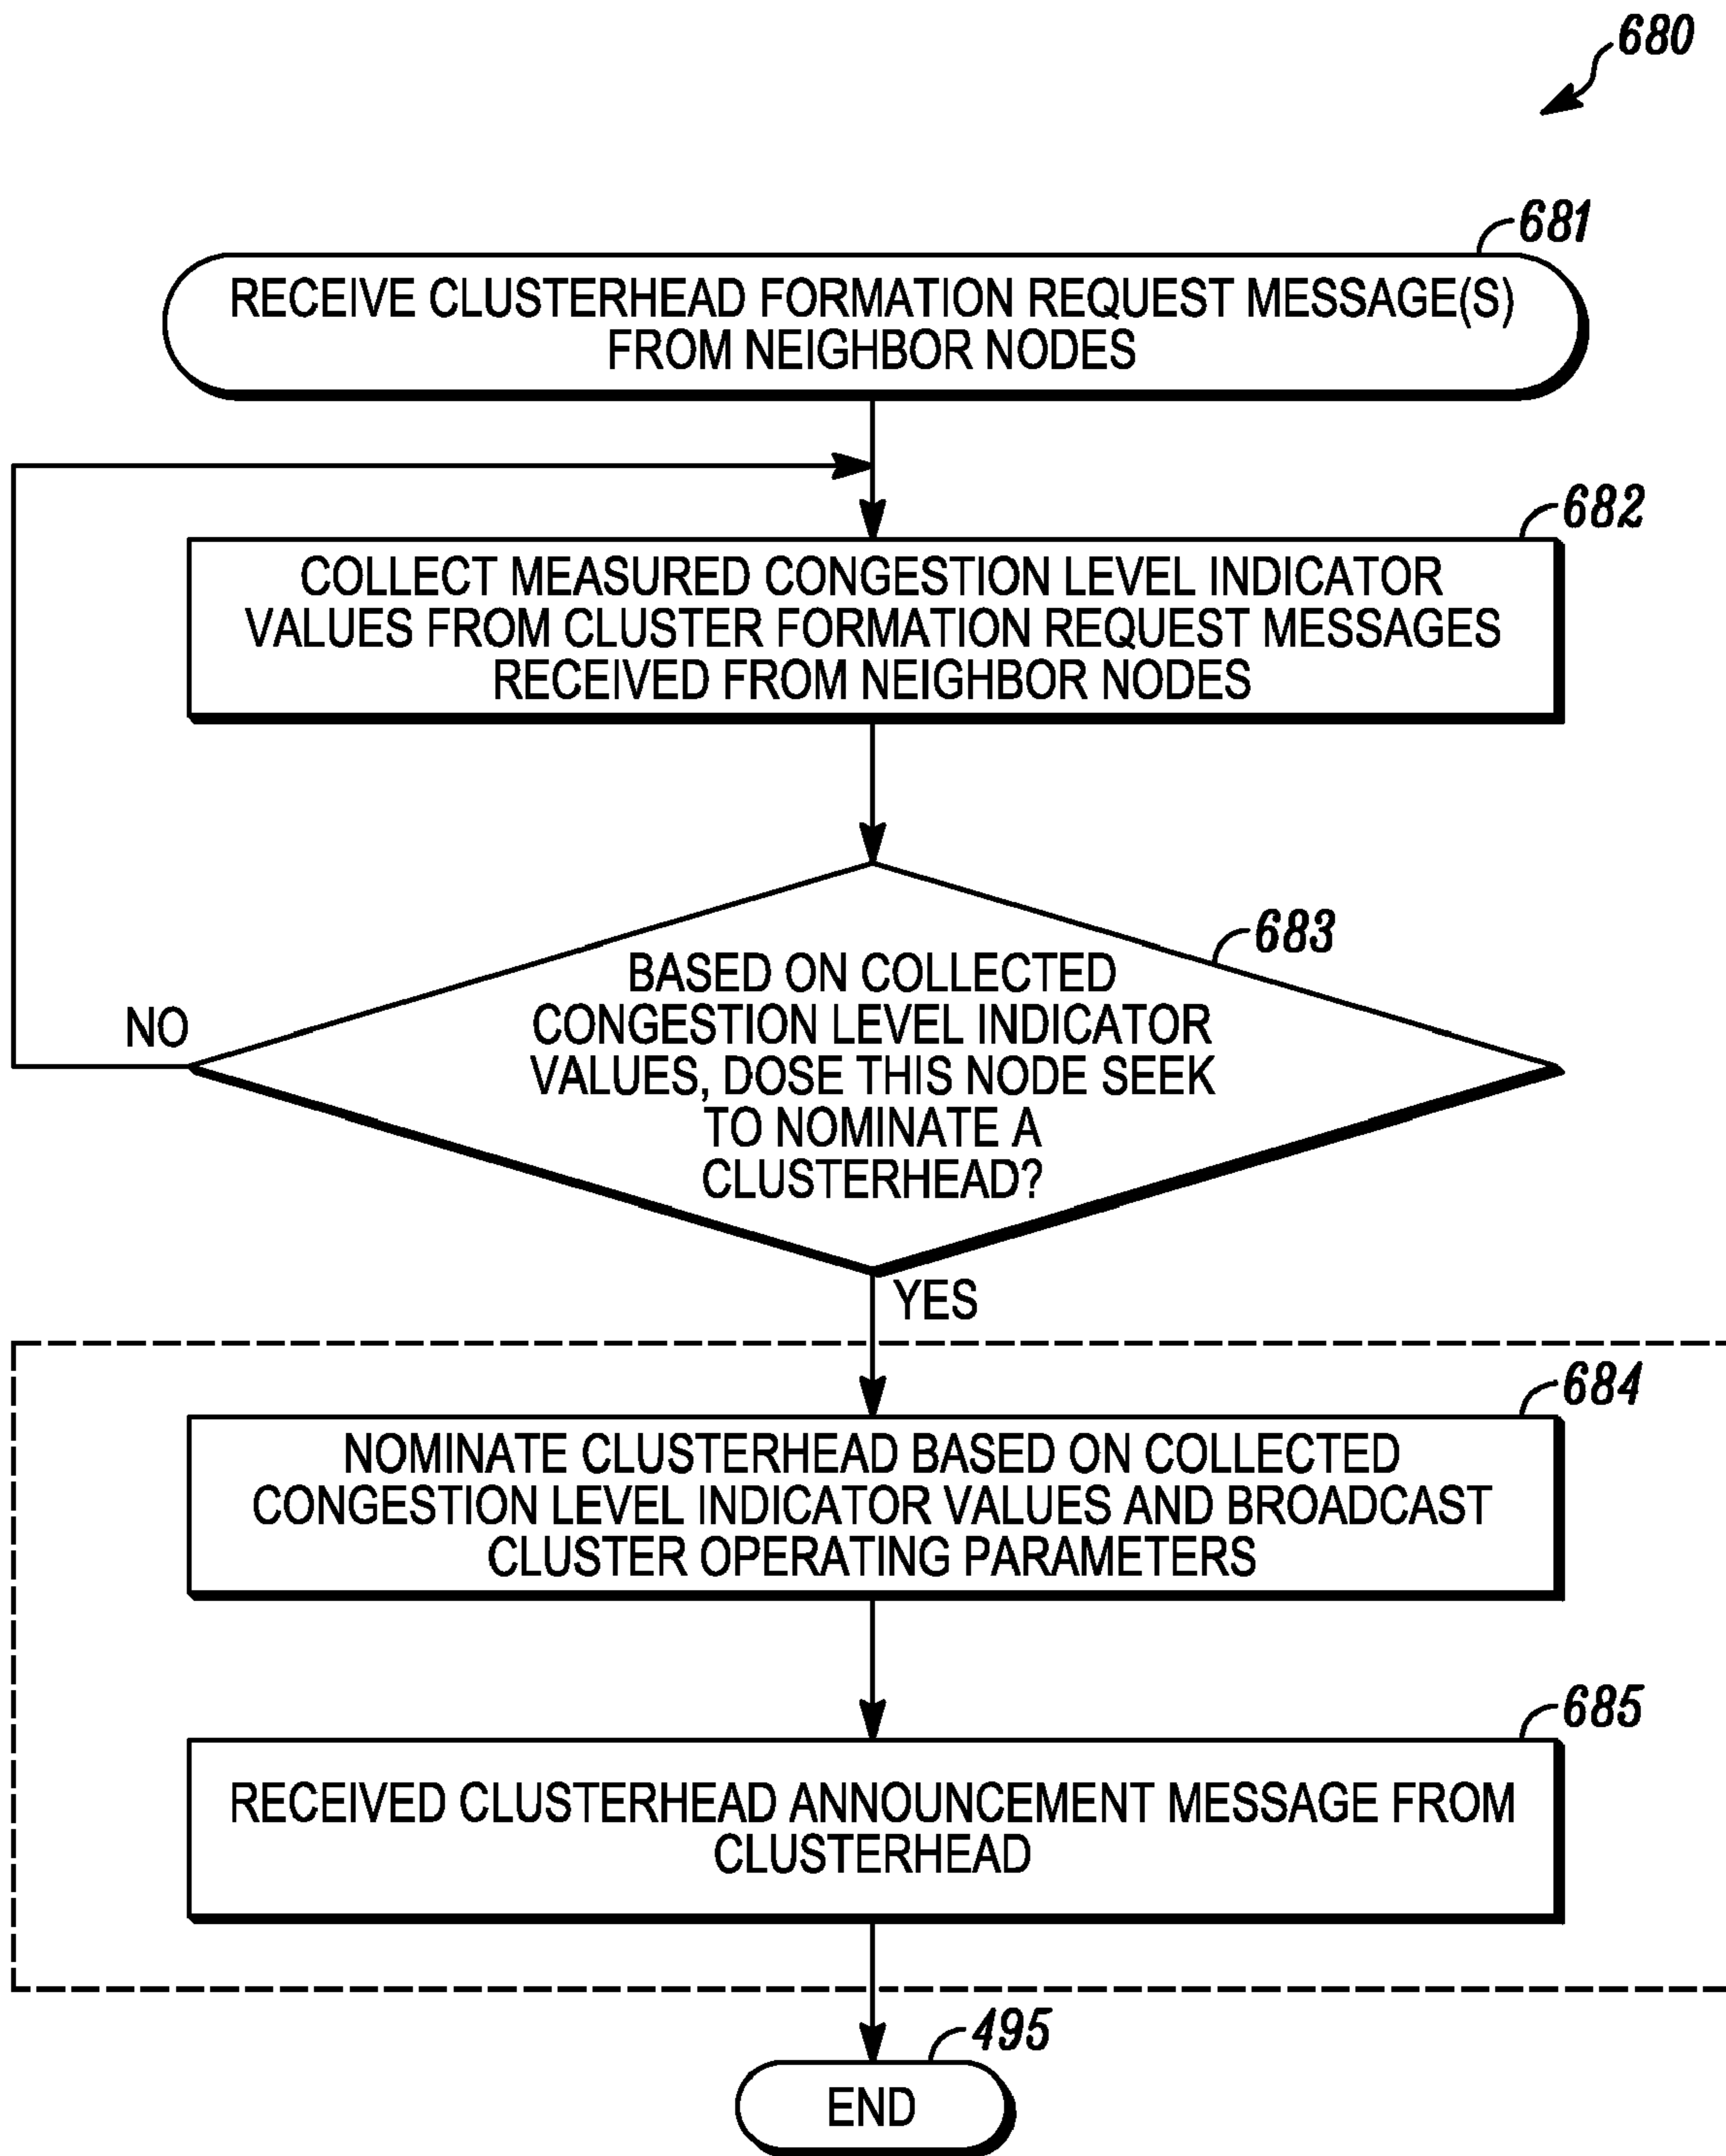 680
681
RECEIVE CLUSTERHEAD FORMATION REQUEST MESSAGE(S)
FROM NEIGHBOR NODES
682
COLLECT MEASURED CONGESTION LEVEL INDICATOR
VALUES FROM CLUSTER FORMATION REQUEST MESSAGES
RECEIVED FROM NEIGHBOR NODES
683
BASED ON COLLECTED
CONGESTION LEVEL INDICATOR
VALUES, DOSE THIS NODE SEEK
TO NOMINATE A
CLUSTERHEAD?
NO
YES
684
NOMINATE CLUSTERHEAD BASED ON COLLECTED
CONGESTION LEVEL INDICATOR VALUES AND BROADCAST
CLUSTER OPERATING PARAMETERS
685
RECEIVED CLUSTERHEAD ANNOUNCEMENT MESSAGE FROM
CLUSTERHEAD
495
END